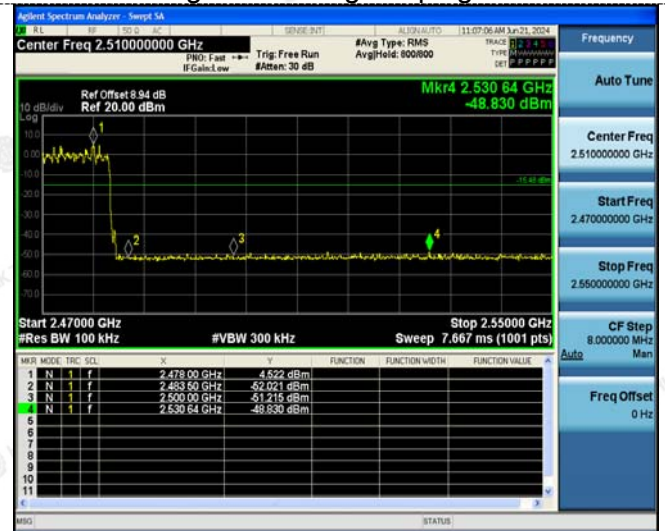 Agilent Spectrum Analyzer - Swept SA
RL RF 50 Ω AC SENSE:INT ALIGNAUTO 11:07:06 AM Jun 21, 2024
Center Freq 2.510000000 GHz
PNO: Fast
IFGain:Low
Trig: Free Run
#Atten: 30 dB
#Avg Type: RMS
Avg|Hold: 800/800
TRACE 1 2 3 4 5 6
TYPE M
DET P P P P P P
Mkr4 2.530 64 GHz
-48.830 dBm
Ref Offset 8.94 dB
10 dB/div Ref 20.00 dBm
Log
10.0
0.00
-10.0
-20.0
-30.0
-40.0
-50.0
-60.0
-70.0
1
2
3
4
-15.48 dBm
Start 2.47000 GHz Stop 2.55000 GHz
#Res BW 100 kHz #VBW 300 kHz Sweep 7.667 ms (1001 pts)
MKR MODE TRC SCL X Y FUNCTION FUNCTION WIDTH FUNCTION VALUE
1 N 1 f 2.478 00 GHz 4.522 dBm
2 N 1 f 2.483 50 GHz -52.021 dBm
3 N 1 f 2.500 00 GHz -51.215 dBm
4 N 1 f 2.530 64 GHz -48.830 dBm
5
6
7
8
9
10
11
MSG STATUS
Frequency
Auto Tune
Center Freq
2.510000000 GHz
Start Freq
2.470000000 GHz
Stop Freq
2.550000000 GHz
CF Step
8.000000 MHz
Auto Man
Freq Offset
0 Hz